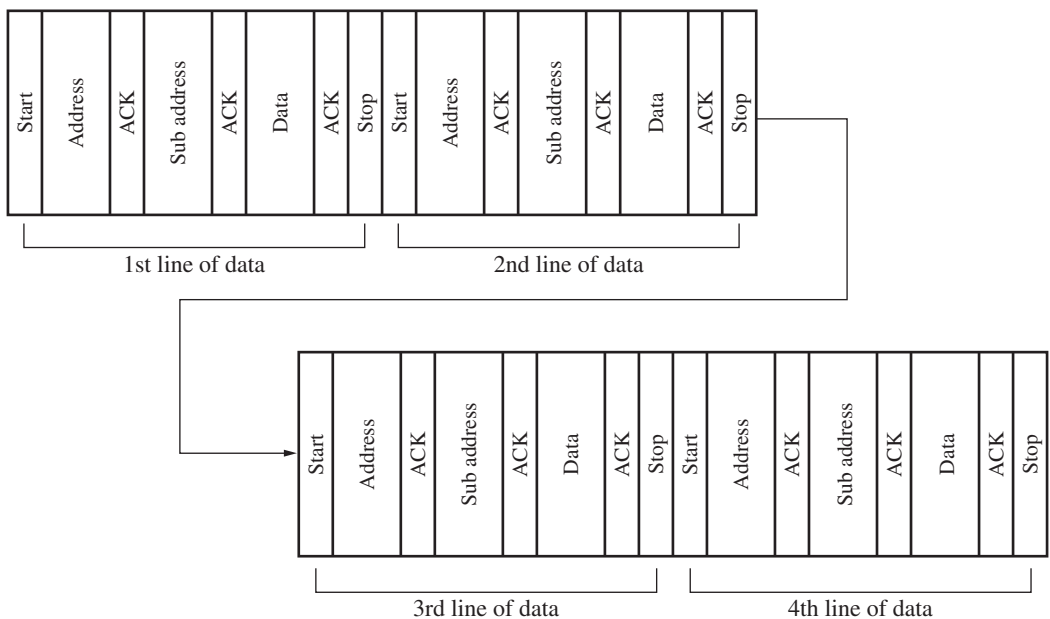 Start Address ACK Sub address ACK Data ACK Stop Start Address ACK Sub address ACK Data ACK Stop
1st line of data 2nd line of data
Start Address ACK Sub address ACK Data ACK Stop Start Address ACK Sub address ACK Data ACK Stop
3rd line of data 4th line of data